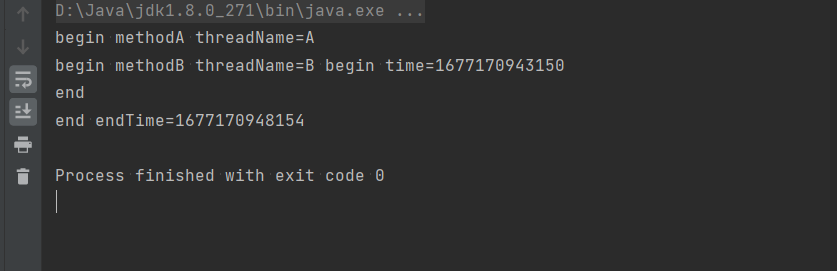 D:\Java\jdk1.8.0_271\bin\java.exe ...
begin methodA threadName=A
begin methodB threadName=B begin time=1677170943150
end
end endTime=1677170948154
Process finished with exit code 0